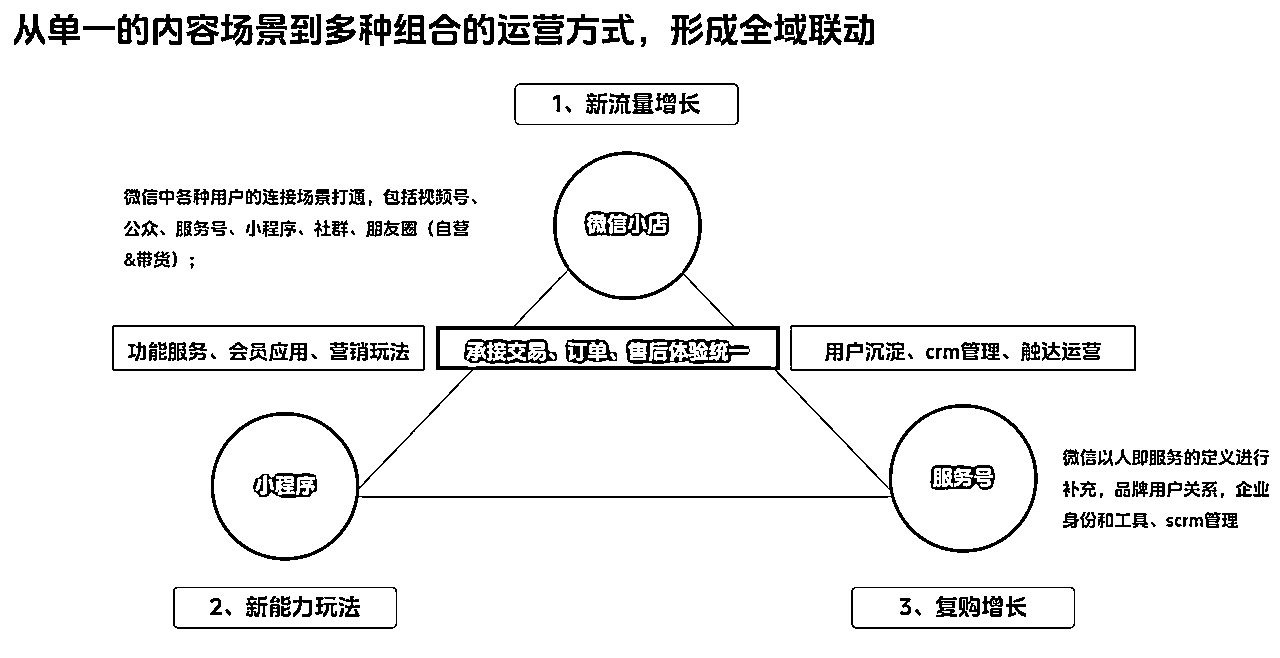 从单一的内容场景到多种组合的运营方式，形成全域联动
1、新流量增长
微信中各种用户的连接场景打通，包括视频号、
公众、服务号、小程序、社群、朋友圈（自营
&带货）；
微信小店
功能服务、会员应用、营销玩法
承接交易、订单、售后体验统一
用户沉淀、crm管理、触达运营
小程序
服务号
微信以人即服务的定义进行
补充，品牌用户关系，企业
身份和工具、scrm管理
2、新能力玩法
3、复购增长